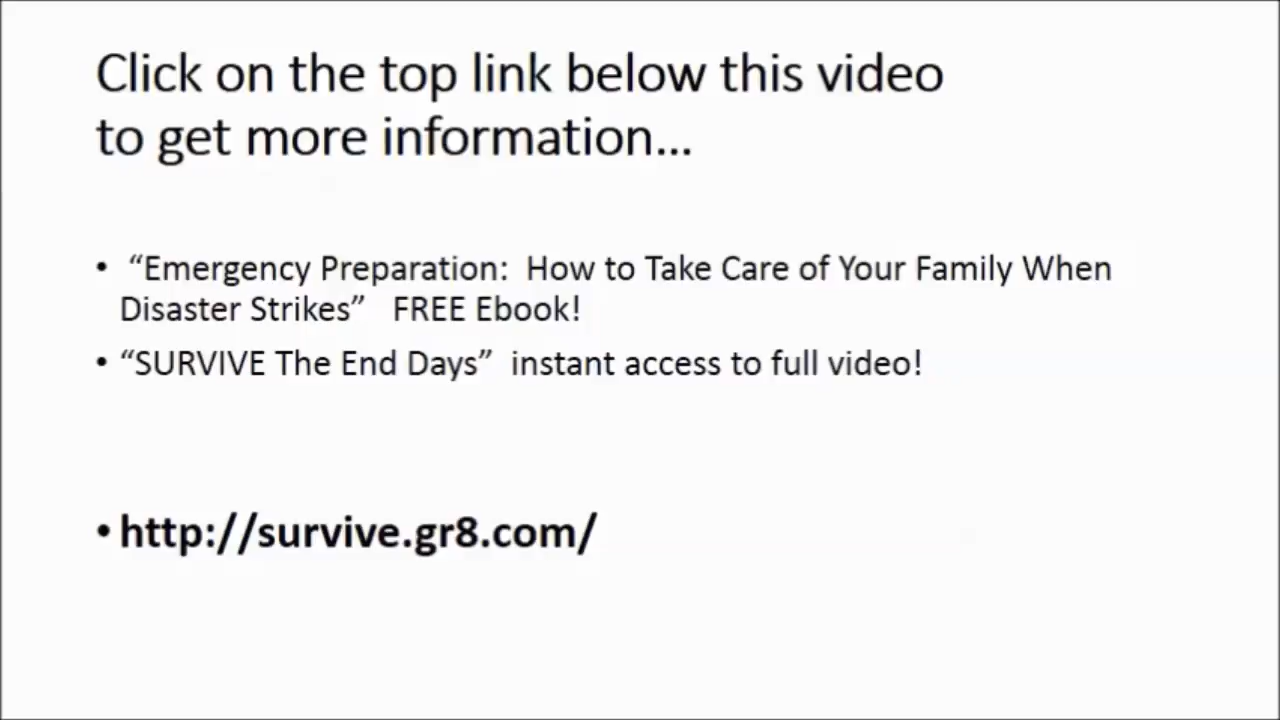 Click on the top link below this video
to get more information...
• “Emergency Preparation:  How to Take Care of Your Family When
Disaster Strikes”   FREE Ebook!
• “SURVIVE The End Days”  instant access to full video!
• http://survive.gr8.com/